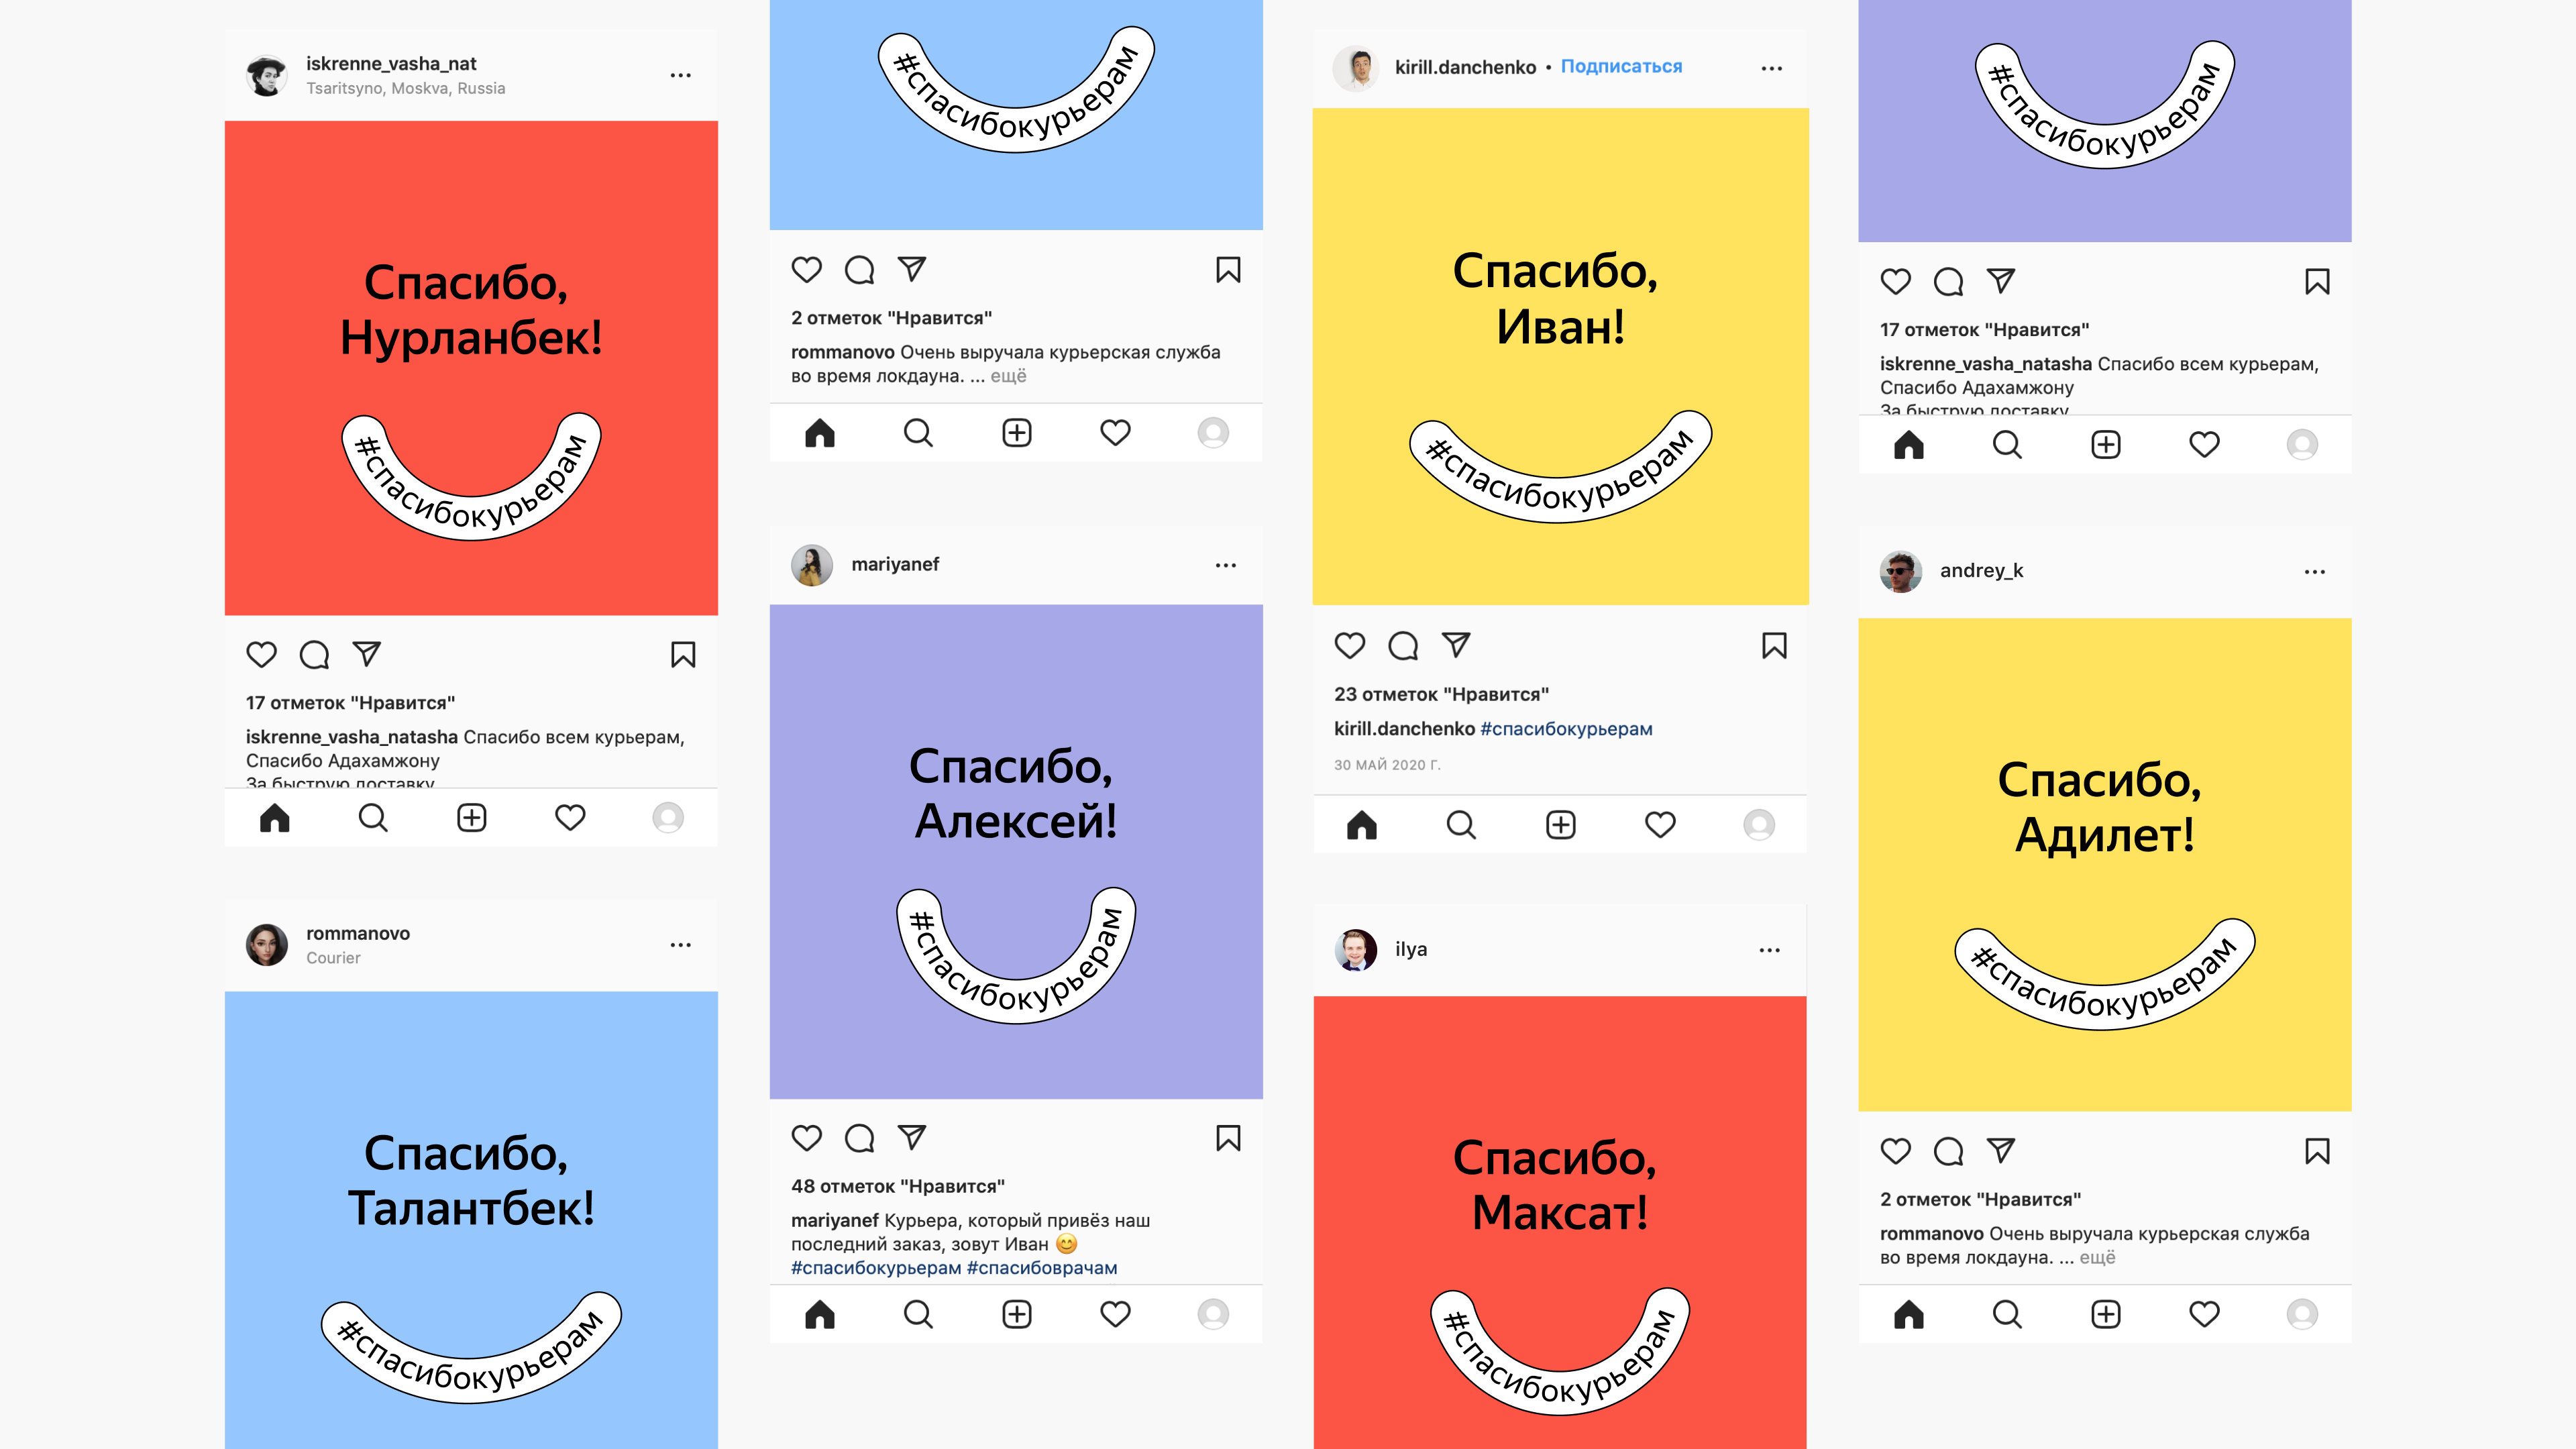 iskrenne_vasha_nat
Tsaritsyno, Moskva, Russia
Спасибо,
Нурланбек!
#спасибокурьерам
17 отметок "Нравится"
iskrenne_vasha_natasha Спасибо всем курьерам,
Спасибо Адахамжону
За быструю доставку
rommanovo
Courier
Спасибо,
Талантбек!
#спасибокурьерам
#спасибокурьерам
2 отметок "Нравится"
rommanovo Очень выручала курьерская служба
во время локдауна. ... ещё
mariyanef
Спасибо,
Алексей!
#спасибокурьерам
48 отметок "Нравится"
mariyanef Курьера, который привёз наш
последний заказ, зовут Иван 😊
#спасибокурьерам #спасибоврачам
kirill.danchenko • Подписаться
Спасибо,
Иван!
#спасибокурьерам
23 отметок "Нравится"
kirill.danchenko #спасибокурьерам
30 МАЙ 2020 Г.
ilya
Спасибо,
Максат!
#спасибокурьерам
#спасибокурьерам
17 отметок "Нравится"
iskrenne_vasha_natasha Спасибо всем курьерам,
Спасибо Адахамжону
За быструю доставку
andrey_k
Спасибо,
Адилет!
#спасибокурьерам
2 отметок "Нравится"
rommanovo Очень выручала курьерская служба
во время локдауна. ... ещё